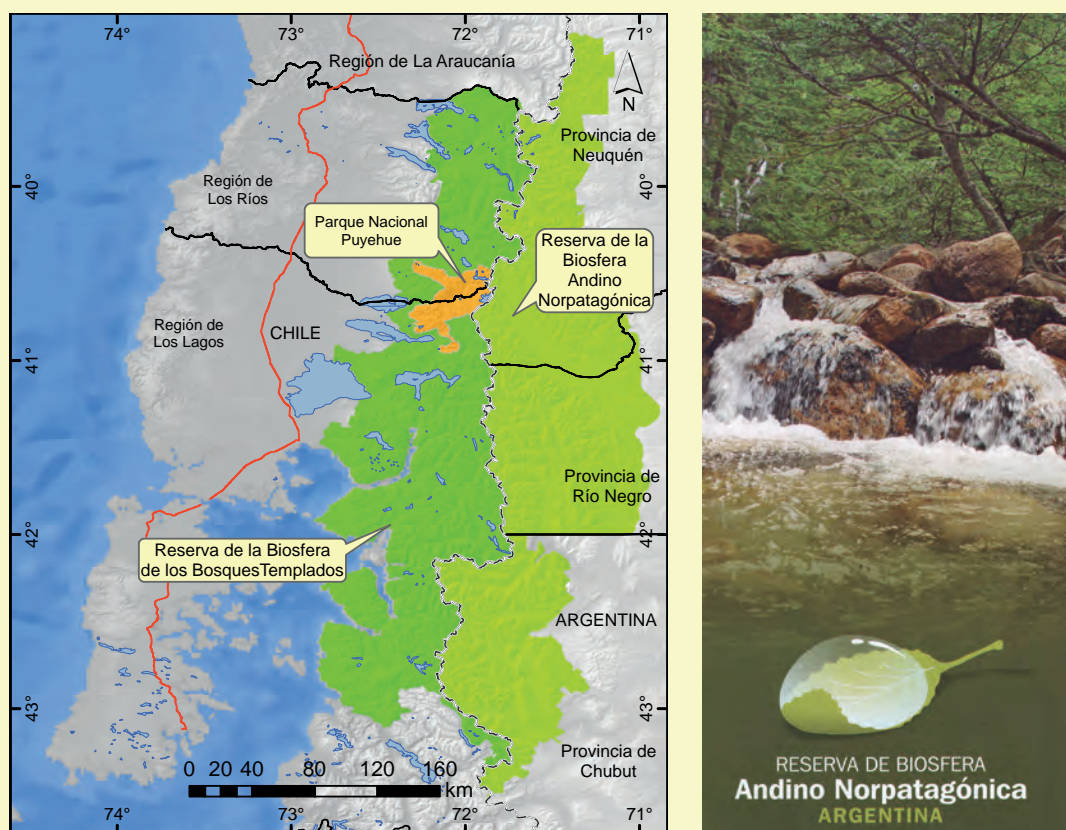 74°
73°
72°
71°
Región de La Araucanía
N
Provincia de
Neuquén
40°
40°
Región de
Los Ríos
Parque Nacional
Puyehue
Reserva de la
Biosfera
Andino
Norpatagónica
Región de
Los Lagos
CHILE
41°
41°
Provincia de
Río Negro
42°
42°
Reserva de la Biosfera
de los BosquesTemplados
ARGENTINA
43°
43°
Provincia de
Chubut
0 20 40 80 120 160
km
74°
73°
72°
71°
RESERVA DE BIOSFERA
Andino Norpatagónica
ARGENTINA